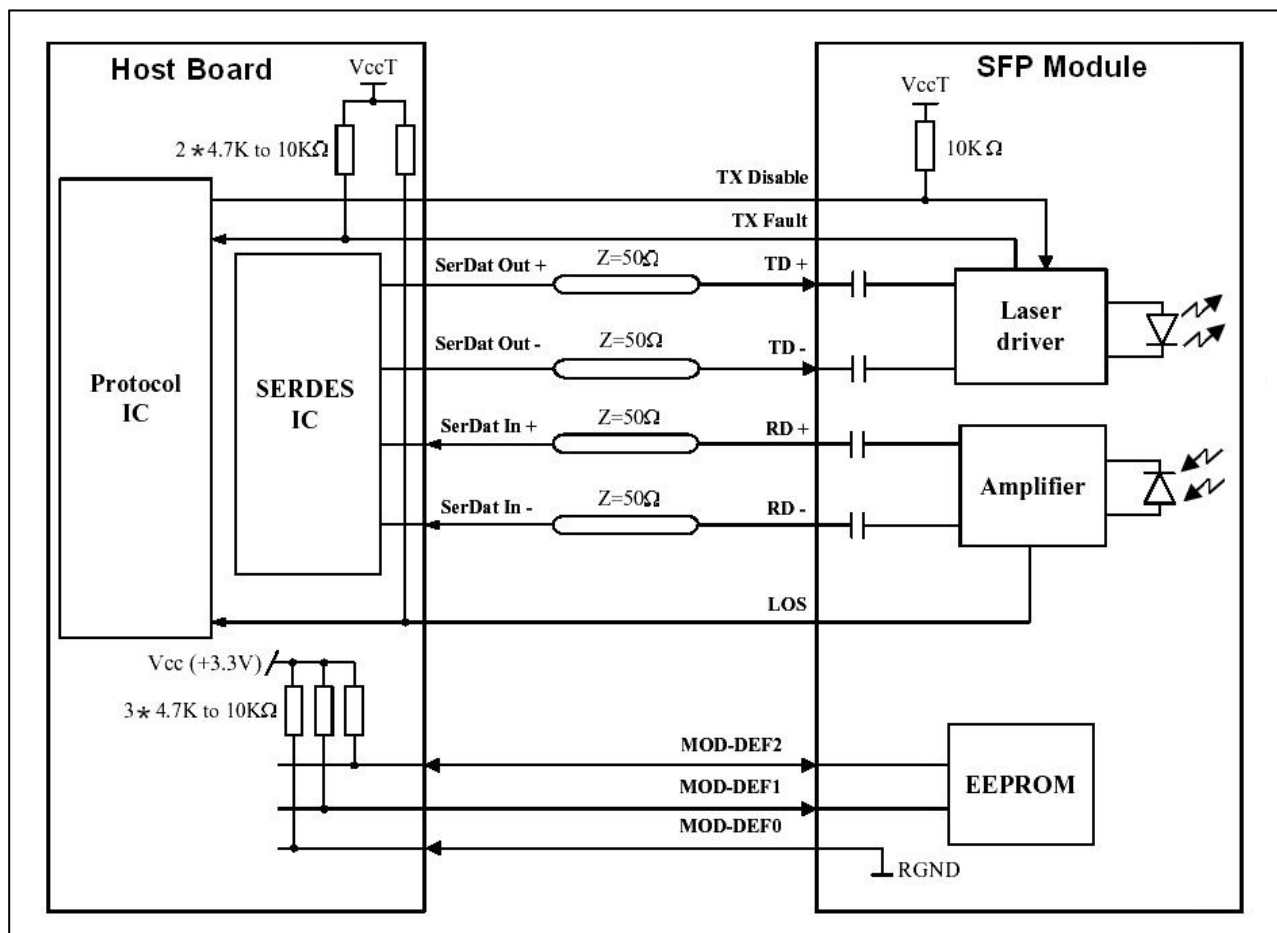 Host Board
SFP Module
VccT
VccT
2*4.7K to 10KΩ
10KΩ
TX Disable
TX Fault
SerDat Out +
Z=50Ω
TD +
SerDat Out -
Z=50Ω
TD -
Laser
driver
Protocol
IC
SERDES
IC
SerDat In +
Z=50Ω
RD +
SerDat In -
Z=50Ω
RD -
Amplifier
LOS
Vcc (+3.3V)
3*4.7K to 10KΩ
MOD-DEF2
MOD-DEF1
MOD-DEF0
EEPROM
RGND